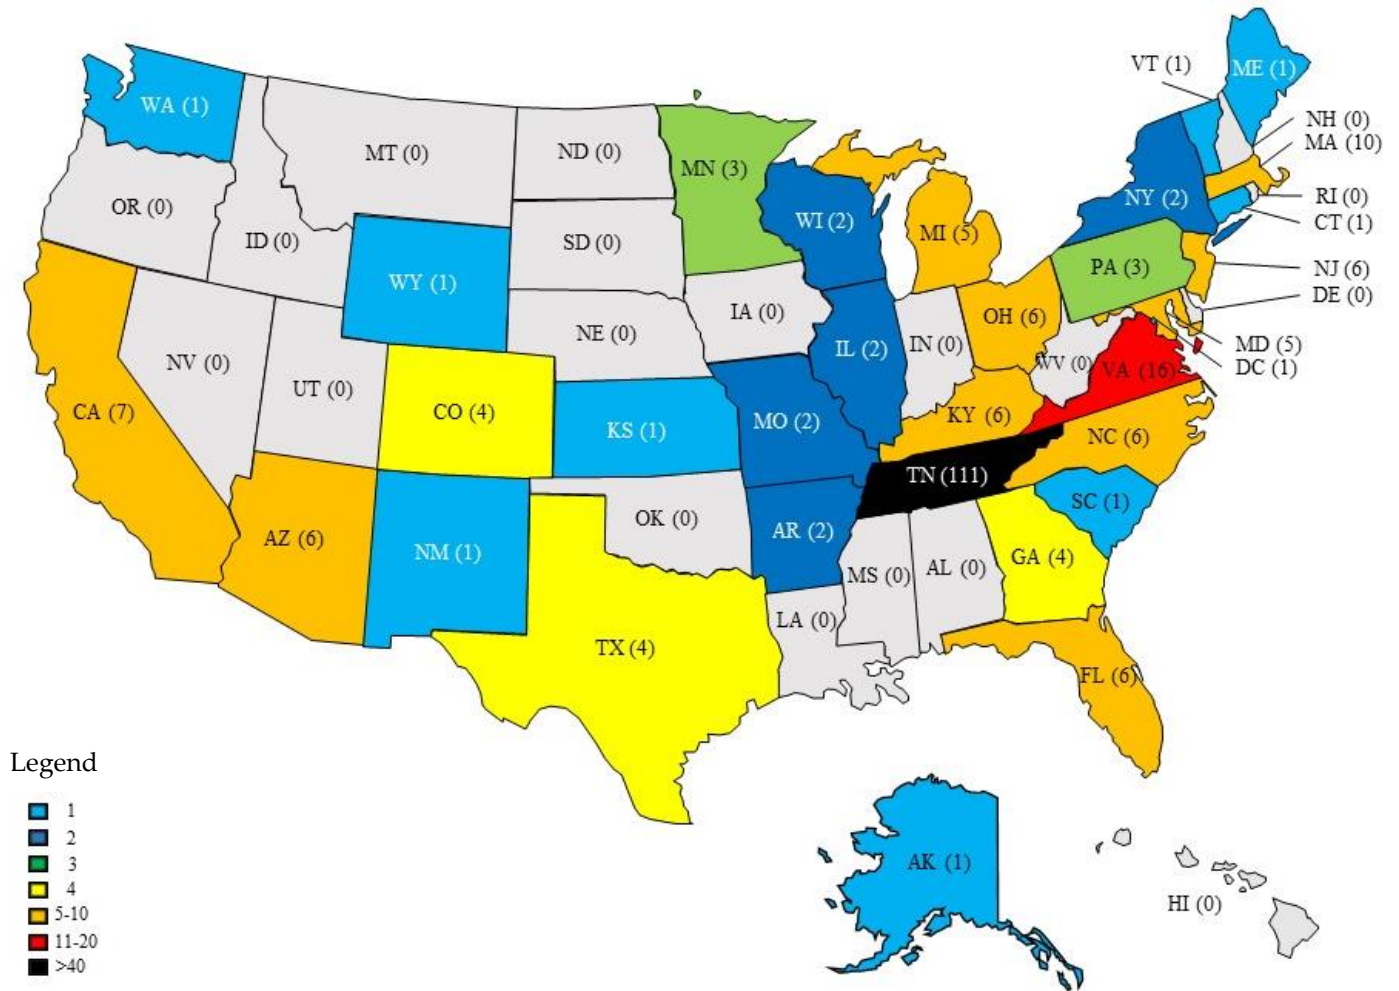 VT (1)
ME (1)
WA (1)
NH (0)
MA (10)
MT (0)
ND (0)
MN (3)
OR (0)
ID (0)
SD (0)
WI (2)
MI (5)
NY (2)
RI (0)
CT (1)
WY (1)
PA (3)
NJ (6)
DE (0)
NE (0)
IA (0)
IL (2)
IN (0)
OH (6)
MD (5)
DC (1)
NV (0)
UT (0)
WV (0)
VA (16)
CA (7)
CO (4)
KS (1)
MO (2)
KY (6)
NC (6)
TN (111)
SC (1)
AZ (6)
NM (1)
OK (0)
AR (2)
MS (0)
AL (0)
GA (4)
LA (0)
TX (4)
FL (6)
Legend
1
2
3
4
5-10
11-20
>40
AK (1)
HI (0)